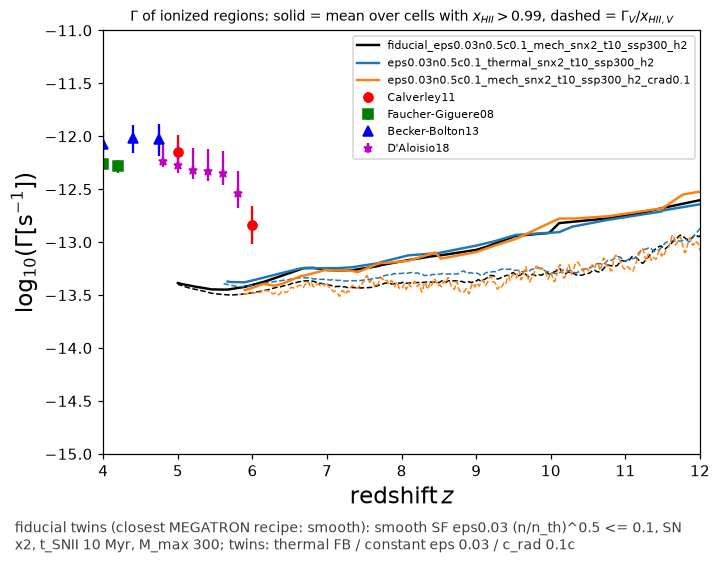 Γ of ionized regions: solid = mean over cells with x_HII > 0.99, dashed = Γ_V/x_HII,V
−11.0
−11.5
−12.0
−12.5
−13.0
−13.5
−14.0
−14.5
−15.0
log₁₀(Γ[s⁻¹])
fiducial_eps0.03n0.5c0.1_mech_snx2_t10_ssp300_h2
eps0.03n0.5c0.1_thermal_snx2_t10_ssp300_h2
eps0.03n0.5c0.1_mech_snx2_t10_ssp300_h2_crad0.1
Calverley11
Faucher-Giguere08
Becker-Bolton13
D'Aloisio18
4 5 6 7 8 9 10 11 12
redshift z
fiducial twins (closest MEGATRON recipe: smooth): smooth SF eps0.03 (n/n_th)^0.5 <= 0.1, SN
x2, t_SNII 10 Myr, M_max 300; twins: thermal FB / constant eps 0.03 / c_rad 0.1c